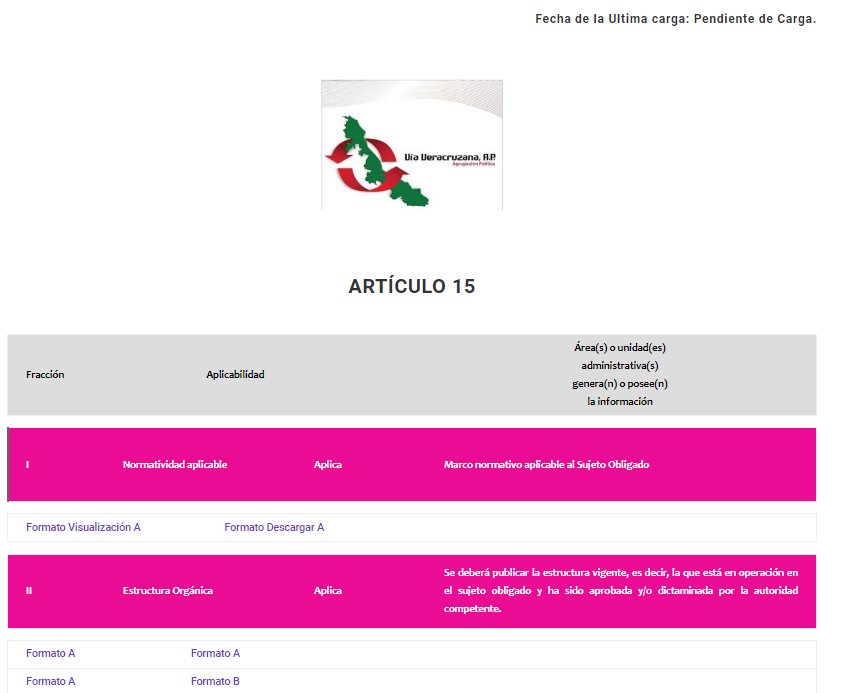 Fecha de la Ultima carga: Pendiente de Carga.
Vía Veracruzana, A.P.
Agrupación Política
ARTÍCULO 15
Fracción
Aplicabilidad
Área(s) o unidad(es)
administrativa(s)
genera(n) o posee(n)
la información
I Normatividad aplicable Aplica Marco normativo aplicable al Sujeto Obligado
Formato Visualización A Formato Descargar A
II Estructura Orgánica Aplica
Se deberá publicar la estructura vigente, es decir, la que está en operación en
el sujeto obligado y ha sido aprobada y/o dictaminada por la autoridad
competente.
Formato A Formato A
Formato A Formato B